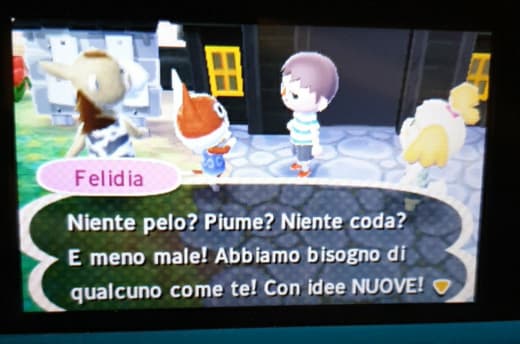 Felidia
Niente pelo? Piume? Niente coda?
E meno male! Abbiamo bisogno di
qualcuno come te! Con idee NUOVE!